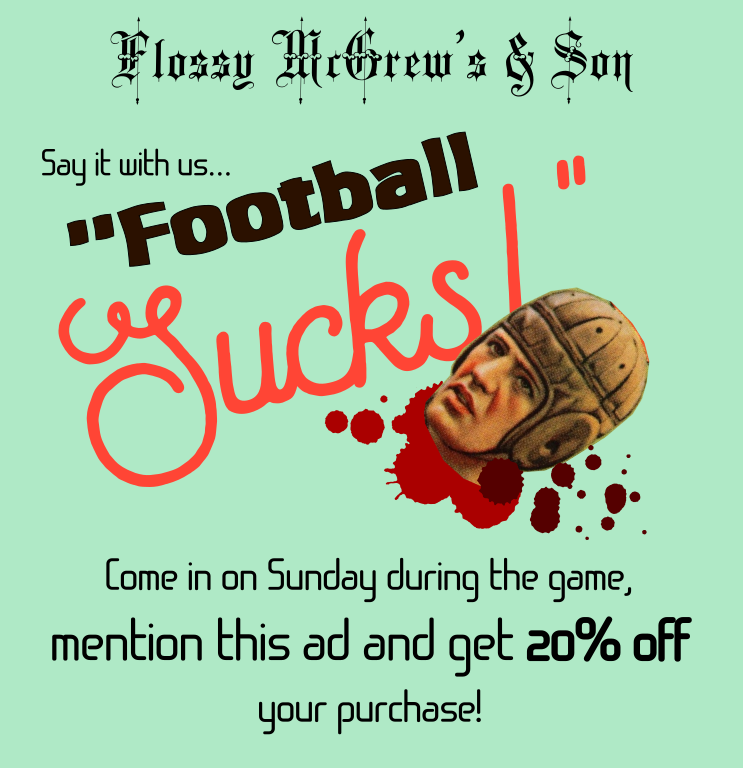 Flossy McGrew's & Son
Say it with us...
"Football
Sucks!"
Come in on Sunday during the game,
mention this ad and get 20% off
your purchase!